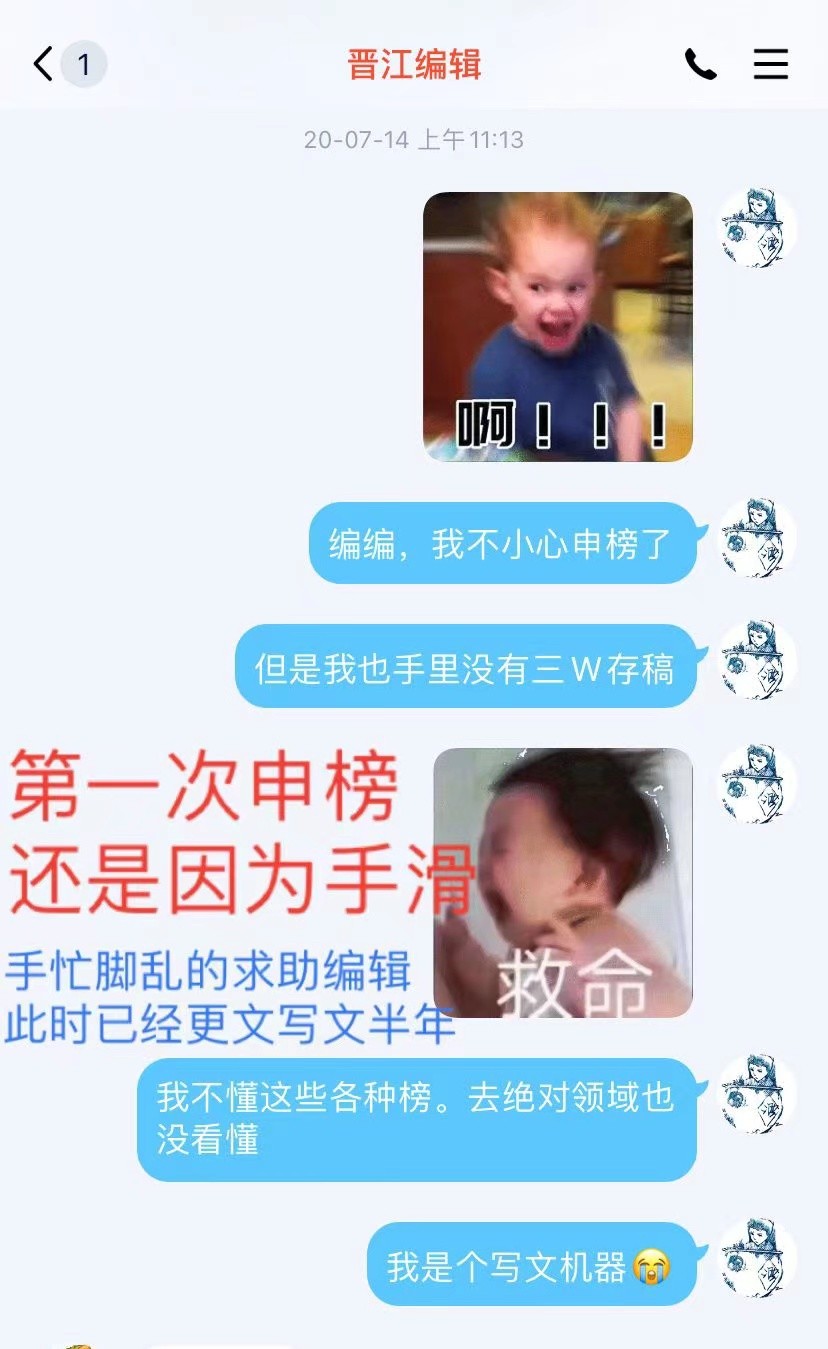 1
晋江编辑
20-07-14 上午11:13
啊！！！
编编，我不小心申榜了
但是我也手里没有三W存稿
第一次申榜
还是因为手滑
救命
手忙脚乱的求助编辑
此时已经更文写文半年
我不懂这些各种榜。去绝对领域也
没看懂
我是个写文机器😭